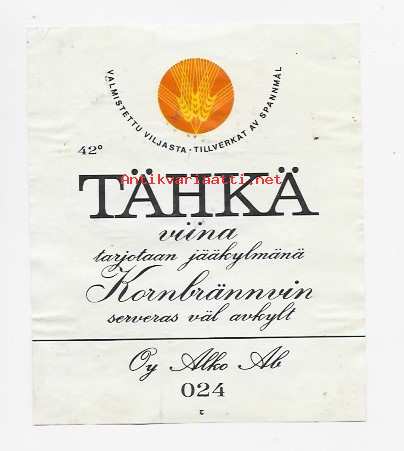 VALMISTETTU VILJASTA · TILLVERKAT AV SPANNMÅL
42°
TÄHKÄ
Antikvariaatti.net
viina
tarjotaan jääkylmänä
Kornbrännvin
serveras väl avkylt
Oy Alko Ab
024